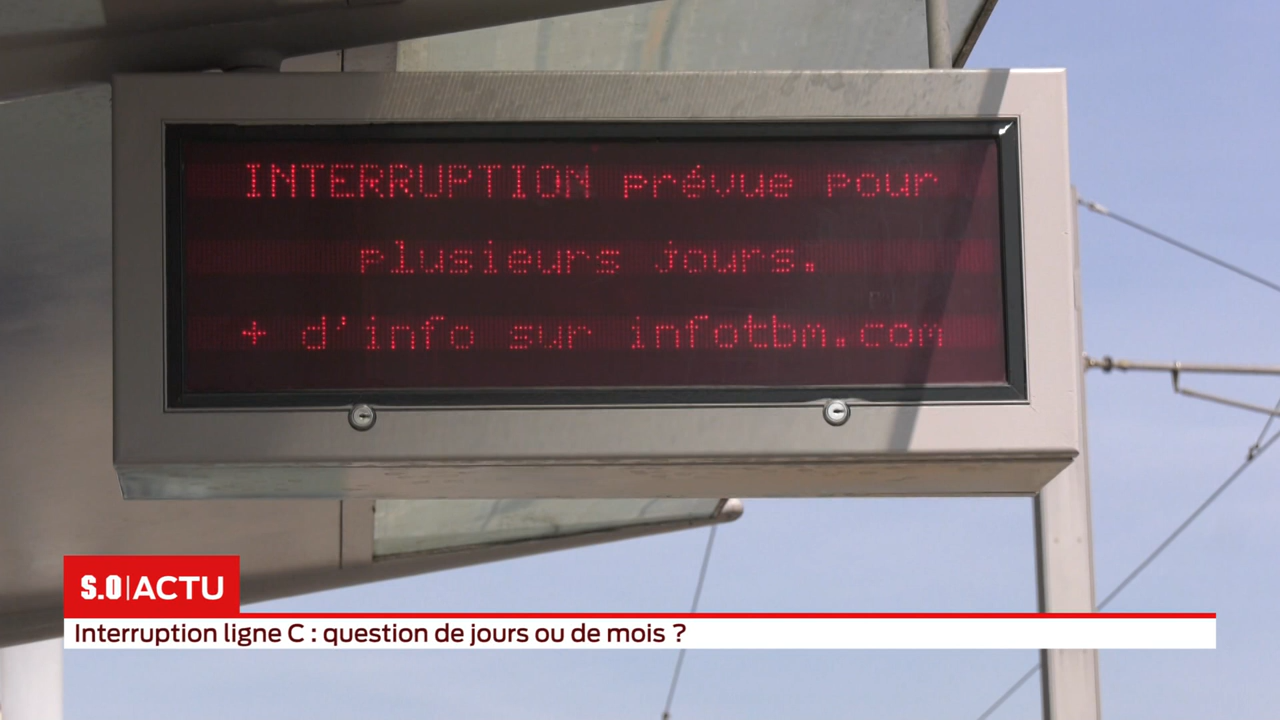 INTERRUPTION prévue pour
plusieurs jours.
+ d'info sur infotbm.com
S.O|ACTU
Interruption ligne C : question de jours ou de mois ?